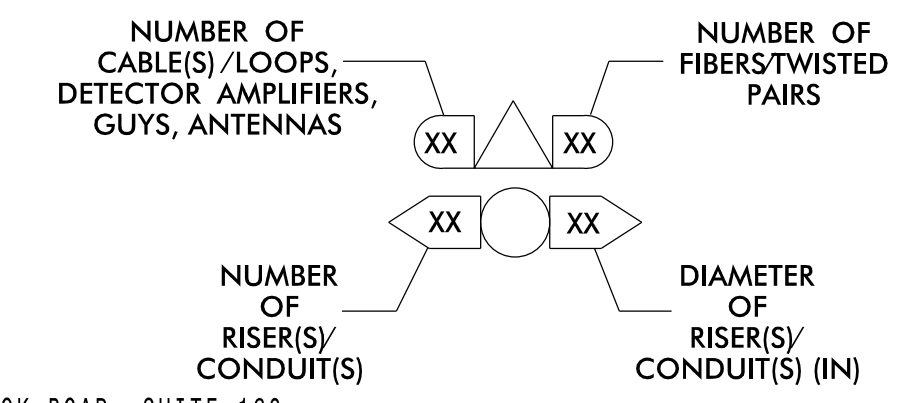 NUMBER OF
CABLE(S)/LOOPS,
DETECTOR AMPLIFIERS,
GUYS, ANTENNAS
NUMBER OF
FIBERS/TWISTED
PAIRS
XX
XX
XX
XX
NUMBER
OF
RISER(S)/
CONDUIT(S)
DIAMETER
OF
RISER(S)/
CONDUIT(S) (IN)